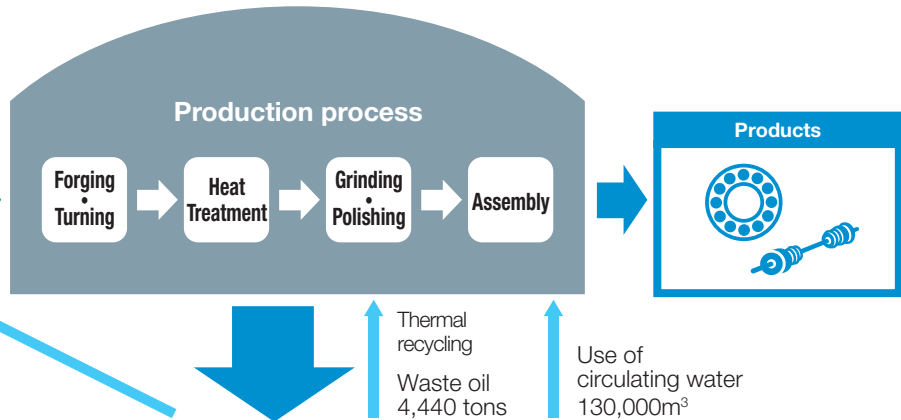 Production process
Products
Forging
•
Turning
Heat
Treatment
Grinding
•
Polishing
Assembly
Thermal
recycling
Waste oil
4,440 tons
Use of
circulating water
130,000m³